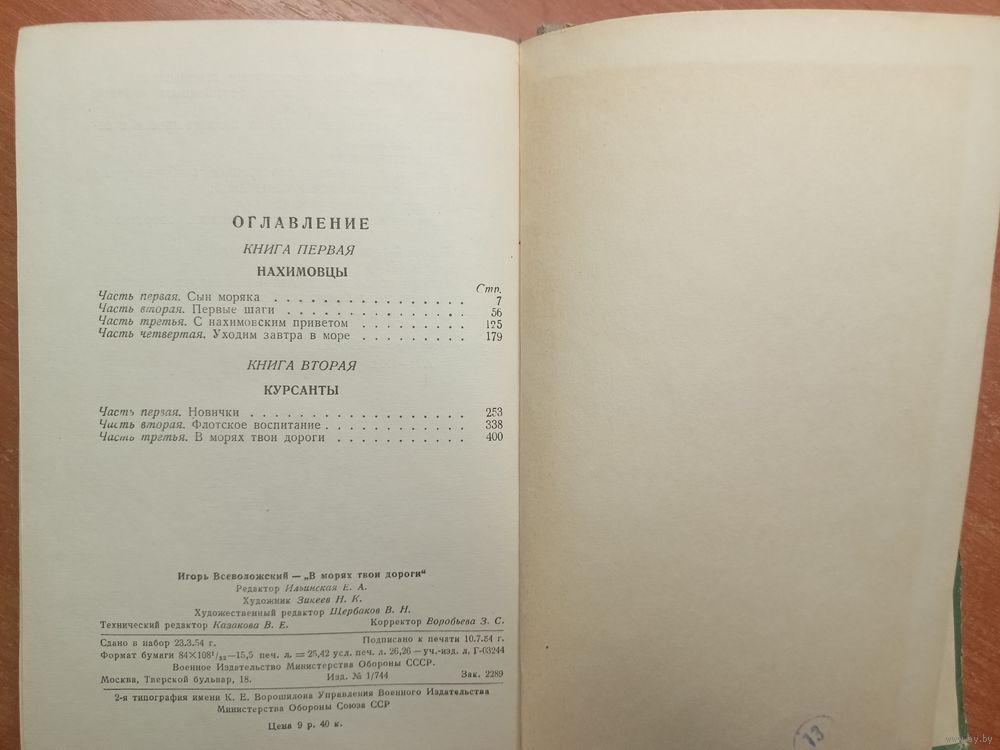 ОГЛАВЛЕНИЕ
КНИГА ПЕРВАЯ
НАХИМОВЦЫ
Стр.
Часть первая. Сын моряка . . . . . . . . . . . . . . . . 7
Часть вторая. Первые шаги . . . . . . . . . . . . . . . 56
Часть третья. С нахимовским приветом . . . . . . . . . 125
Часть четвертая. Уходим завтра в море . . . . . . . . . 179
КНИГА ВТОРАЯ
КУРСАНТЫ
Часть первая. Новички . . . . . . . . . . . . . . . . . . 253
Часть вторая. Флотское воспитание . . . . . . . . . . . 338
Часть третья. В морях твои дороги . . . . . . . . . . . 400
Игорь Всеволожский — „В морях твои дороги“
Редактор Ильинская Е. А.
Художник Зикеев Н. К.
Художественный редактор Щербаков В. Н.
Технический редактор Казакова В. Е. Корректор Воробьева З. С.
Сдано в набор 23.3.54 г. Подписано к печати 10.7.54 г.
Формат бумаги 84×108¹/₃₂—15,5 печ. л. = 25,42 усл. печ. л. 26,26 — уч.-изд. л. Г-03244
Военное Издательство Министерства Обороны СССР.
Москва, Тверской бульвар, 18. Изд. № 1/744 Зак. 2289
2-я типография имени К. Е. Ворошилова Управления Военного Издательства
Министерства Обороны Союза ССР
Цена 9 р. 40 к.
13
www.ay.by